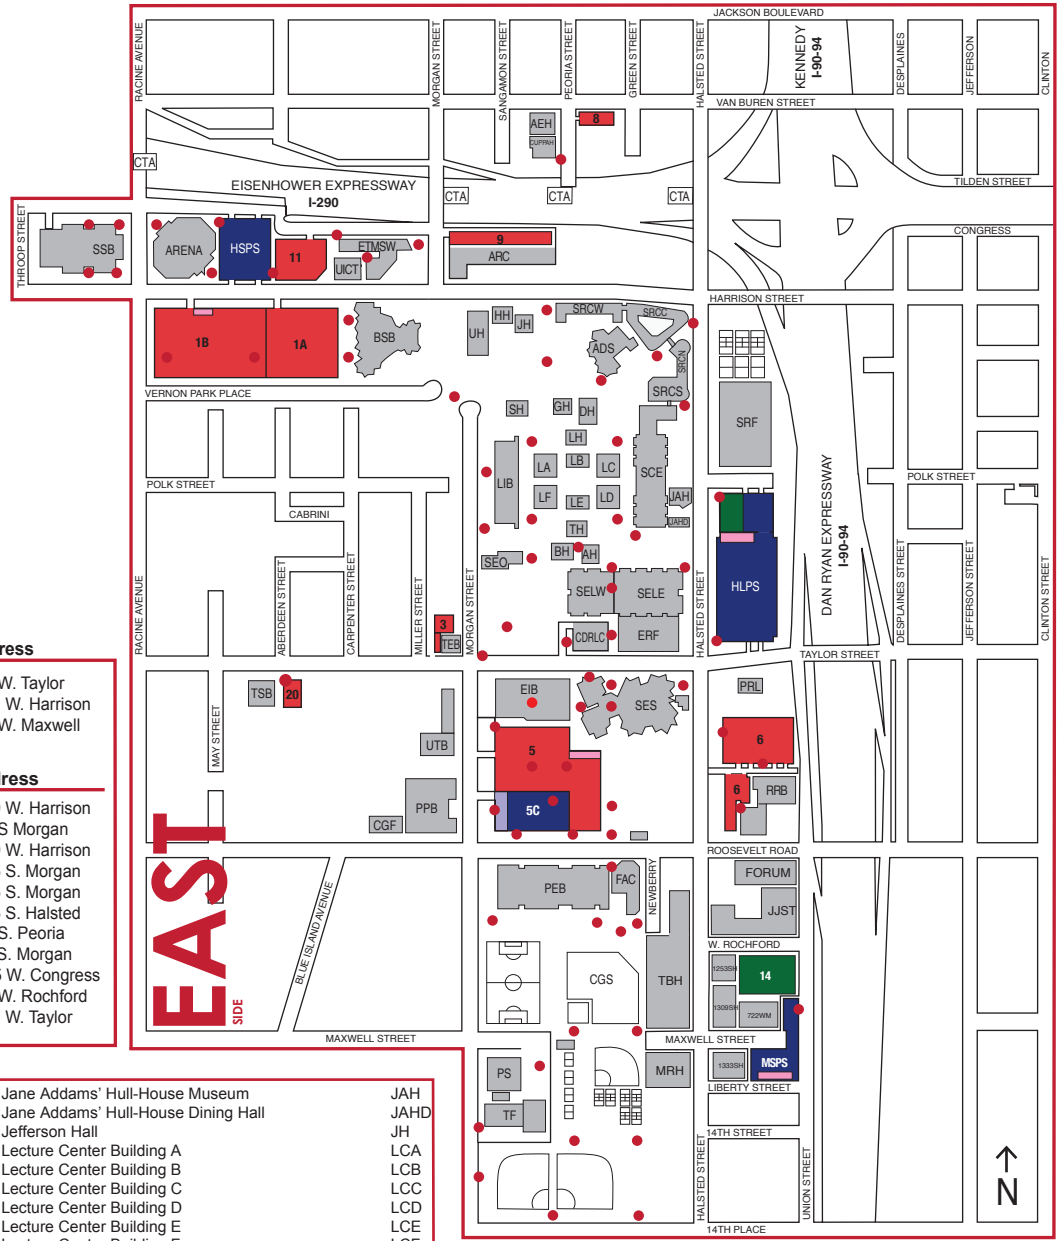 JACKSON BOULEVARD
RACINE AVENUE
MORGAN STREET
SANGAMON STREET
PEORIA STREET
GREEN STREET
HALSTED STREET
KENNEDY
I-90-94
DESPLAINES
JEFFERSON
CLINTON
VAN BUREN STREET
AEH
CUPPAH
8
CTA
EISENHOWER EXPRESSWAY
I-290
CTA
CTA
CTA
TILDEN STREET
THROOP STREET
CONGRESS
SSB
ARENA
HSPS
11
ETMSW
UICT
9
ARC
HARRISON STREET
1B
1A
BSB
UH
HH
JH
SRCW
SRCC
ADS
SRCN
SRCS
VERNON PARK PLACE
SH
GH
DH
SRF
LH
LB
LA
LC
SCE
LIB
POLK STREET
POLK STREET
LF
LE
LD
JAH
JAHD
CABRINI
TH
BH
AH
SEO
DAN RYAN EXPRESSWAY
I-90-94
RACINE AVENUE
ABERDEEN STREET
CARPENTER STREET
MILLER STREET
MORGAN STREET
SELW
SELE
HALSTED STREET
HLPS
DESPLAINES STREET
JEFFERSON STREET
CLINTON STREET
3
TEB
CDRLC
ERF
TAYLOR STREET
ress
W. Taylor
W. Harrison
W. Maxwell
TSB
20
EIB
SES
PRL
MAY STREET
UTB
5
6
dress
W. Harrison
S Morgan
W. Harrison
S. Morgan
S. Morgan
S. Halsted
S. Peoria
S. Morgan
W. Congress
W. Rochford
W. Taylor
PPB
CGF
5C
6
RRB
ROOSEVELT ROAD
EAST
SIDE
BLUE ISLAND AVENUE
PEB
FAC
NEWBERRY
FORUM
JJST
W. ROCHFORD
CGS
TBH
1253SH
14
1309SH
722WM
MAXWELL STREET
MAXWELL STREET
PS
MRH
1333SH
MSPS
LIBERTY STREET
TF
14TH STREET
HALSTED STREET
UNION STREET
14TH PLACE
N
Jane Addams' Hull-House Museum JAH
Jane Addams' Hull-House Dining Hall JAHD
Jefferson Hall JH
Lecture Center Building A LCA
Lecture Center Building B LCB
Lecture Center Building C LCC
Lecture Center Building D LCD
Lecture Center Building E LCE